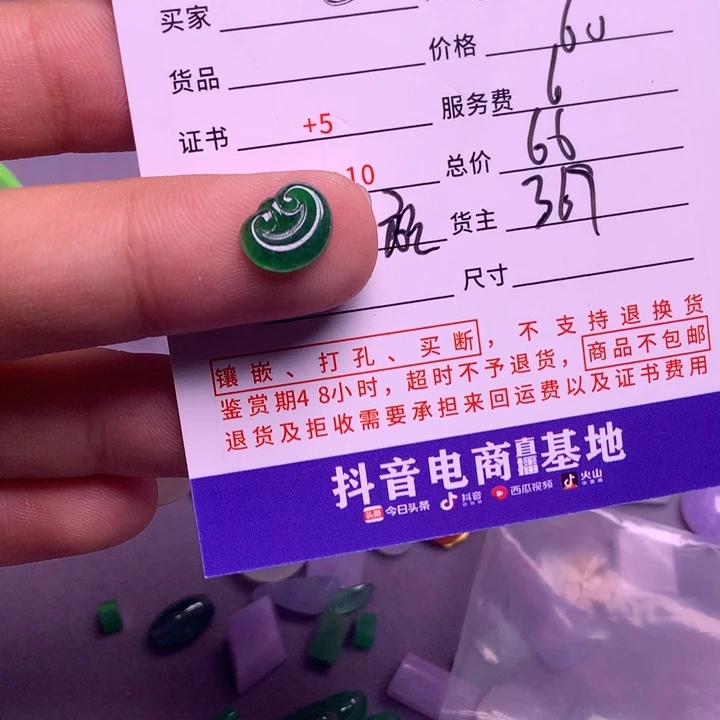 买家
货品 价格 60
证书 +5 服务费 6
10 总价 66
货主 367
尺寸
镶嵌、打孔、买断,不支持退换货
鉴赏期48小时,超时不予退货,商品不包邮
退货及拒收需要承担来回运费以及证书费用
抖音电商直播基地
头条 今日头条 抖音 西瓜视频 火山